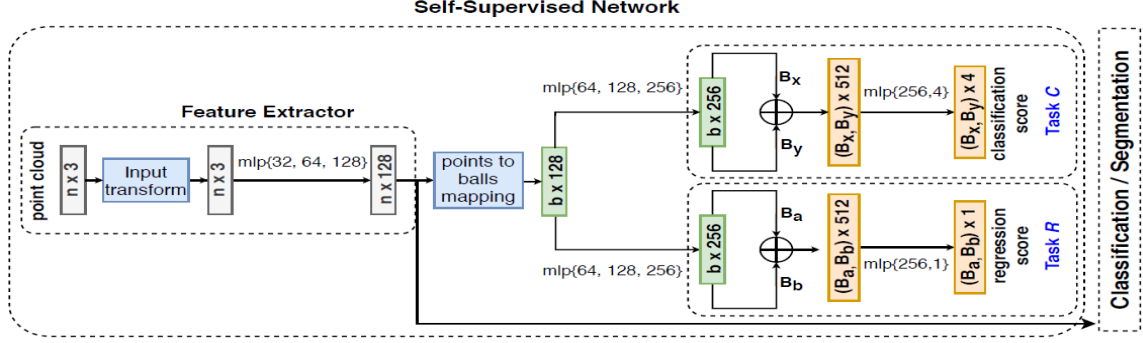 Self-Supervised Network
Feature Extractor
point cloud
n x 3
Input
transform
n x 3
mlp{32, 64, 128}
n x 128
points to
balls
mapping
b x 128
mlp{64, 128, 256}
b x 256
Bx
By
(Bx, By) x 512
mlp{256,4}
(Bx, By) x 4
classification
score
Task C
mlp{64, 128, 256}
b x 256
Ba
Bb
(Ba, Bb) x 512
mlp{256,1}
(Ba, Bb) x 1
regression
score
Task R
Classification / Segmentation